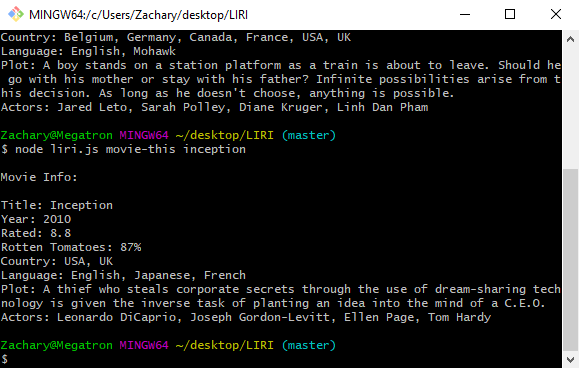 MINGW64:/c/Users/Zachary/desktop/LIRI
Country: Belgium, Germany, Canada, France, USA, UK
Language: English, Mohawk
Plot: A boy stands on a station platform as a train is about to leave. Should he
 go with his mother or stay with his father? Infinite possibilities arise from t
his decision. As long as he doesn't choose, anything is possible.
Actors: Jared Leto, Sarah Polley, Diane Kruger, Linh Dan Pham
Zachary@Megatron MINGW64 ~/desktop/LIRI (master)
$ node liri.js movie-this inception
Movie Info:
Title: Inception
Year: 2010
Rated: 8.8
Rotten Tomatoes: 87%
Country: USA, UK
Language: English, Japanese, French
Plot: A thief who steals corporate secrets through the use of dream-sharing tech
nology is given the inverse task of planting an idea into the mind of a C.E.O.
Actors: Leonardo DiCaprio, Joseph Gordon-Levitt, Ellen Page, Tom Hardy
Zachary@Megatron MINGW64 ~/desktop/LIRI (master)
$